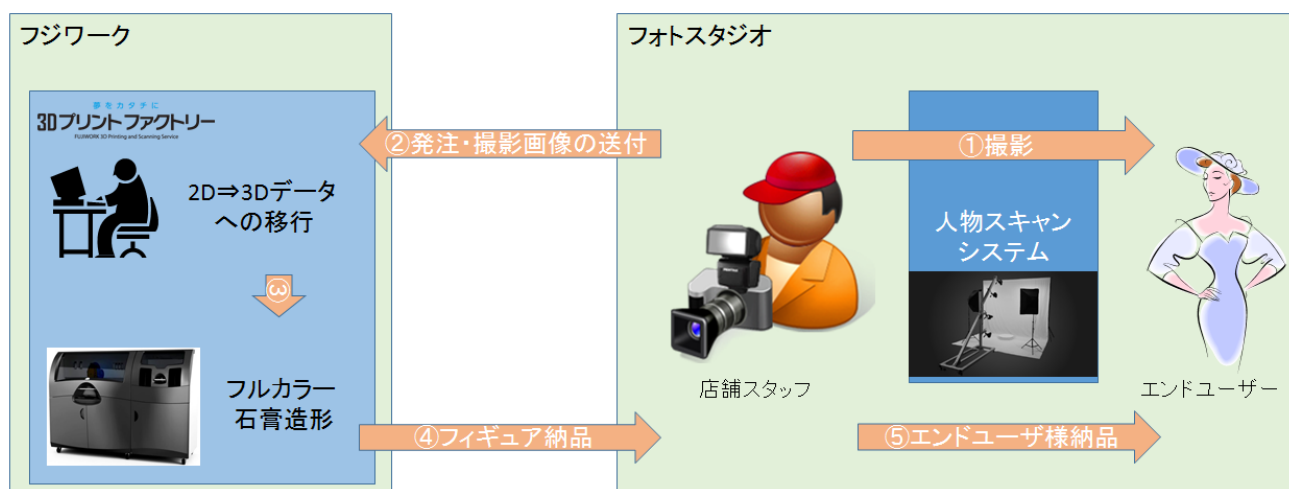 フジワーク
夢をカタチに
3Dプリントファクトリー
FUJIWORK 3D Printing and Scanning Service
2D⇒3Dデータ
への移行
③
フルカラー
石膏造形
②発注・撮影画像の送付
④フィギュア納品
フォトスタジオ
①撮影
人物スキャン
システム
店舗スタッフ
エンドユーザー
⑤エンドユーザ様納品